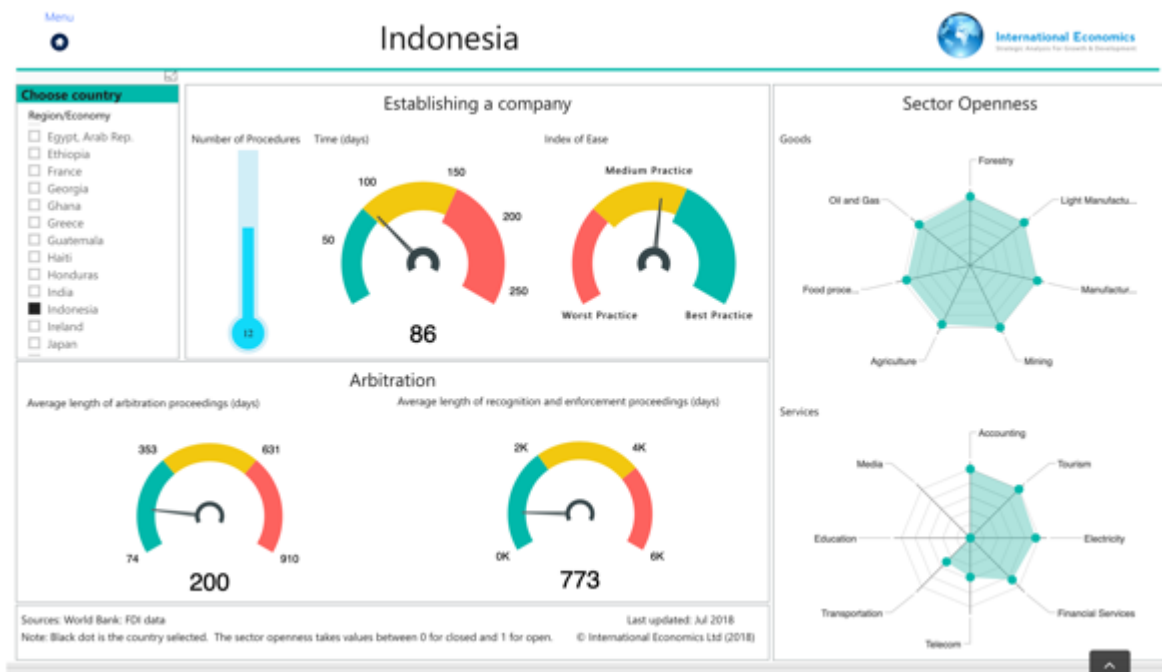 Menu
Indonesia
International Economics
Strategic Analysis For Growth & Development
Choose country
Region/Economy
Egypt, Arab Rep.
Ethiopia
France
Georgia
Ghana
Greece
Guatemala
Haiti
Honduras
India
Indonesia
Ireland
Japan
Establishing a company
Number of Procedures
12
Time (days)
50
100
150
200
250
86
Index of Ease
Medium Practice
Worst Practice
Best Practice
Arbitration
Average length of arbitration proceedings (days)
353
631
74
910
200
Average length of recognition and enforcement proceedings (days)
2K
4K
0K
6K
773
Sector Openness
Goods
Forestry
Oil and Gas
Light Manufactu...
Food proce...
Manufactur...
Agriculture
Mining
Services
Accounting
Media
Tourism
Education
Electricity
Transportation
Financial Services
Telecom
Sources: World Bank: FDI data
Last updated: Jul 2018
Note: Black dot is the country selected. The sector openness takes values between 0 for closed and 1 for open.
© International Economics Ltd (2018)